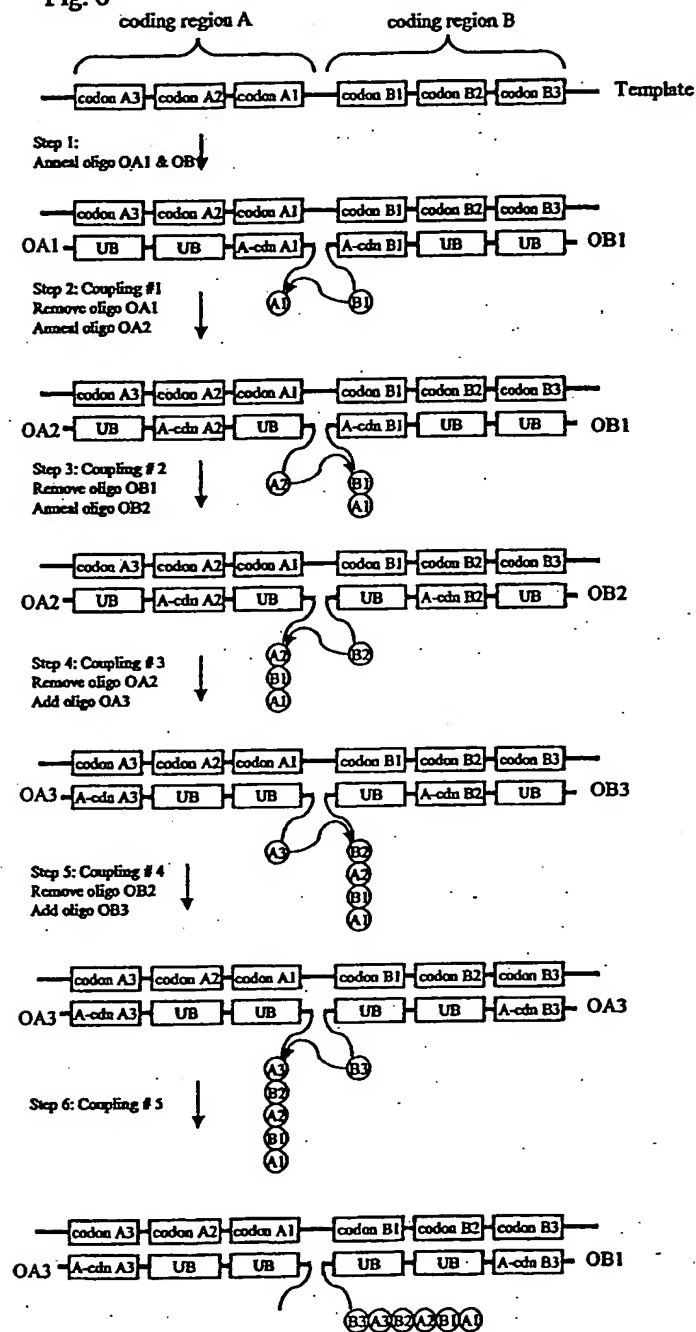 Fig. 6
coding region A coding region B
codon A3 codon A2 codon A1 codon B1 codon B2 codon B3 Template
Step 1:
Anneal oligo OA1 & OB
codon A3 codon A2 codon A1 codon B1 codon B2 codon B3
OA1 UB UB A-cdn A1 A-cdn B1 UB UB OB1
A1 B1
Step 2: Coupling #1
Remove oligo OA1
Anneal oligo OA2
codon A3 codon A2 codon A1 codon B1 codon B2 codon B3
OA2 UB A-cdn A2 UB A-cdn B1 UB UB OB1
A2 B1
A1
Step 3: Coupling # 2
Remove oligo OB1
Anneal oligo OB2
codon A3 codon A2 codon A1 codon B1 codon B2 codon B3
OA2 UB A-cdn A2 UB UB A-cdn B2 UB OB2
A2 B2
B1
A1
Step 4: Coupling # 3
Remove oligo OA2
Add oligo OA3
codon A3 codon A2 codon A1 codon B1 codon B2 codon B3
OA3 A-cdn A3 UB UB UB A-cdn B2 UB OB3
A3 B2
A2
B1
A1
Step 5: Coupling # 4
Remove oligo OB2
Add oligo OB3
codon A3 codon A2 codon A1 codon B1 codon B2 codon B3
OA3 A-cdn A3 UB UB UB UB A-cdn B3 OA3
A3 B3
B2
A2
B1
A1
Step 6: Coupling # 5
codon A3 codon A2 codon A1 codon B1 codon B2 codon B3
OA3 A-cdn A3 UB UB UB UB A-cdn B3 OB1
B3 A3 B2 A2 B1 A1